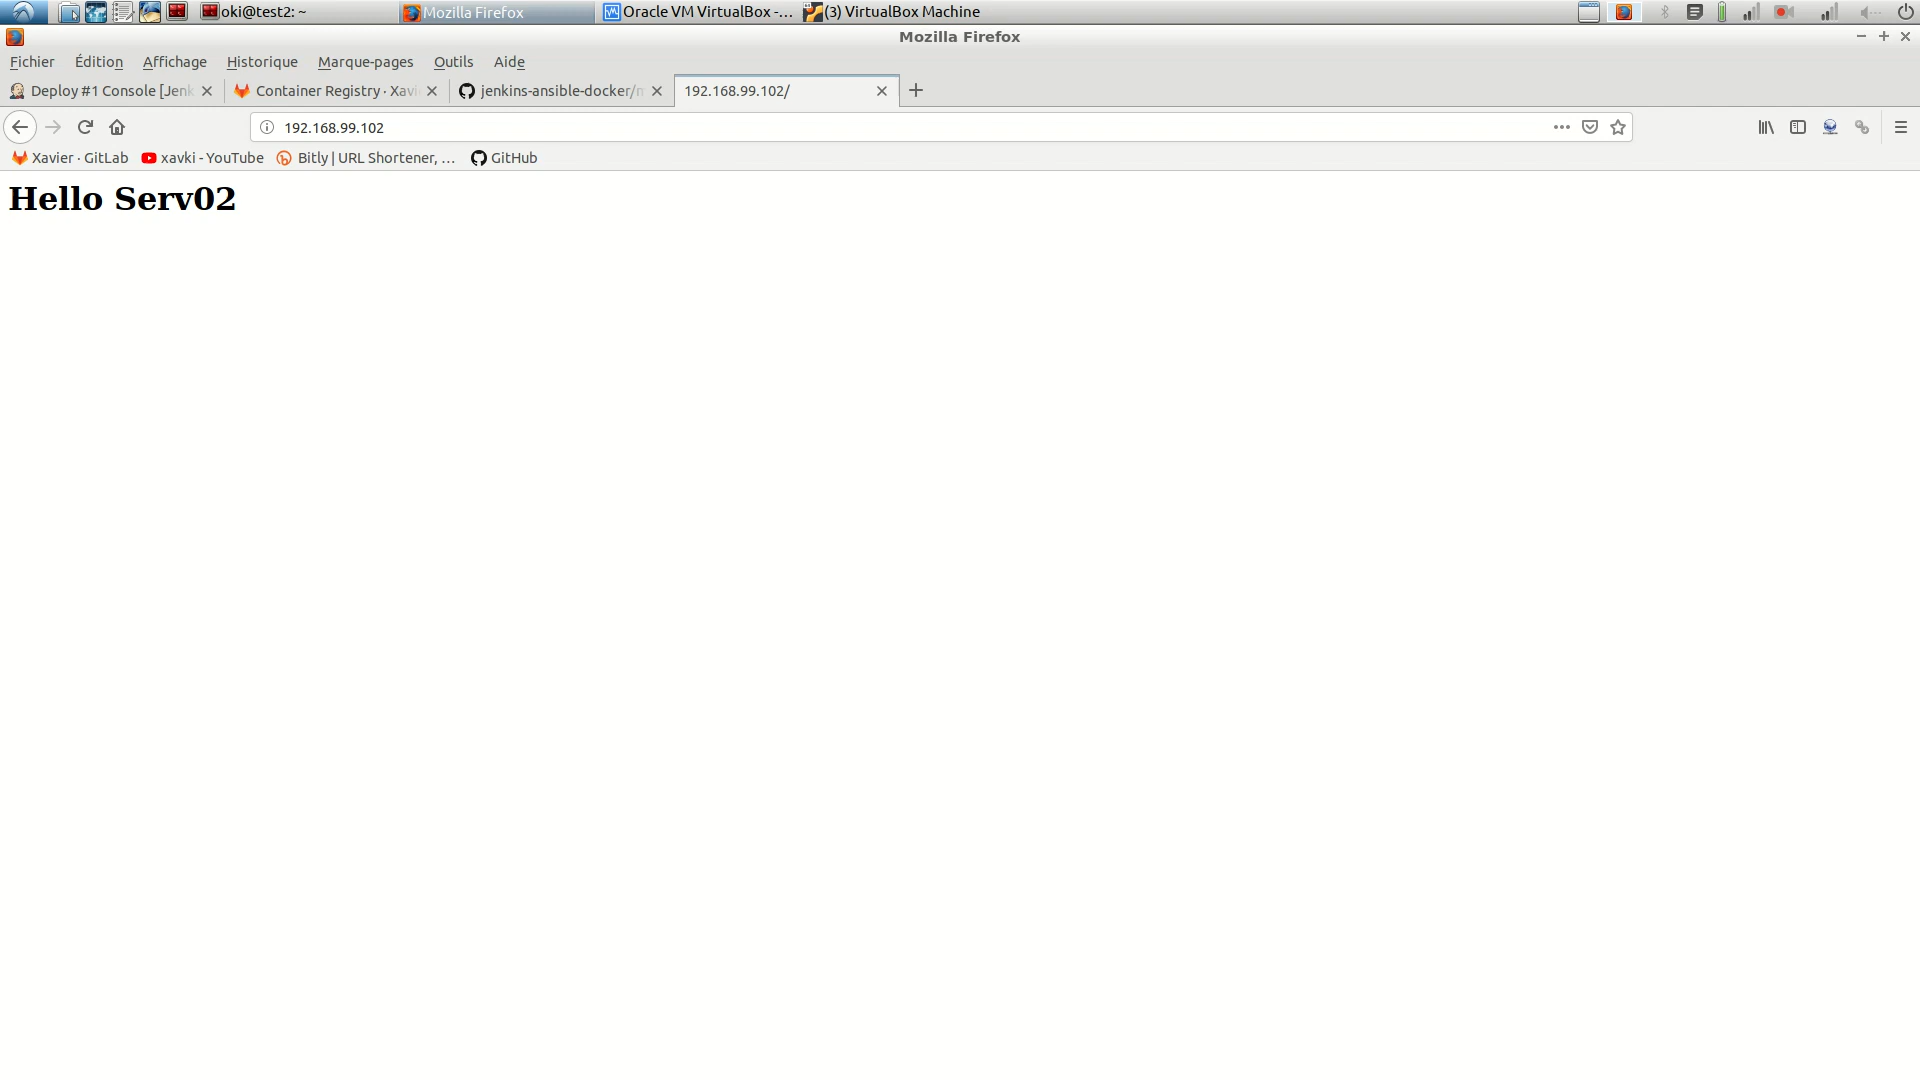 oki@test2: ~
Mozilla Firefox
Oracle VM VirtualBox -...
(3) VirtualBox Machine
Mozilla Firefox
Fichier Édition Affichage Historique Marque-pages Outils Aide
Deploy #1 Console [Jenk
Container Registry · Xavi
jenkins-ansible-docker/
192.168.99.102/
192.168.99.102
Xavier · GitLab
xavki - YouTube
Bitly | URL Shortener, ...
GitHub
Hello Serv02